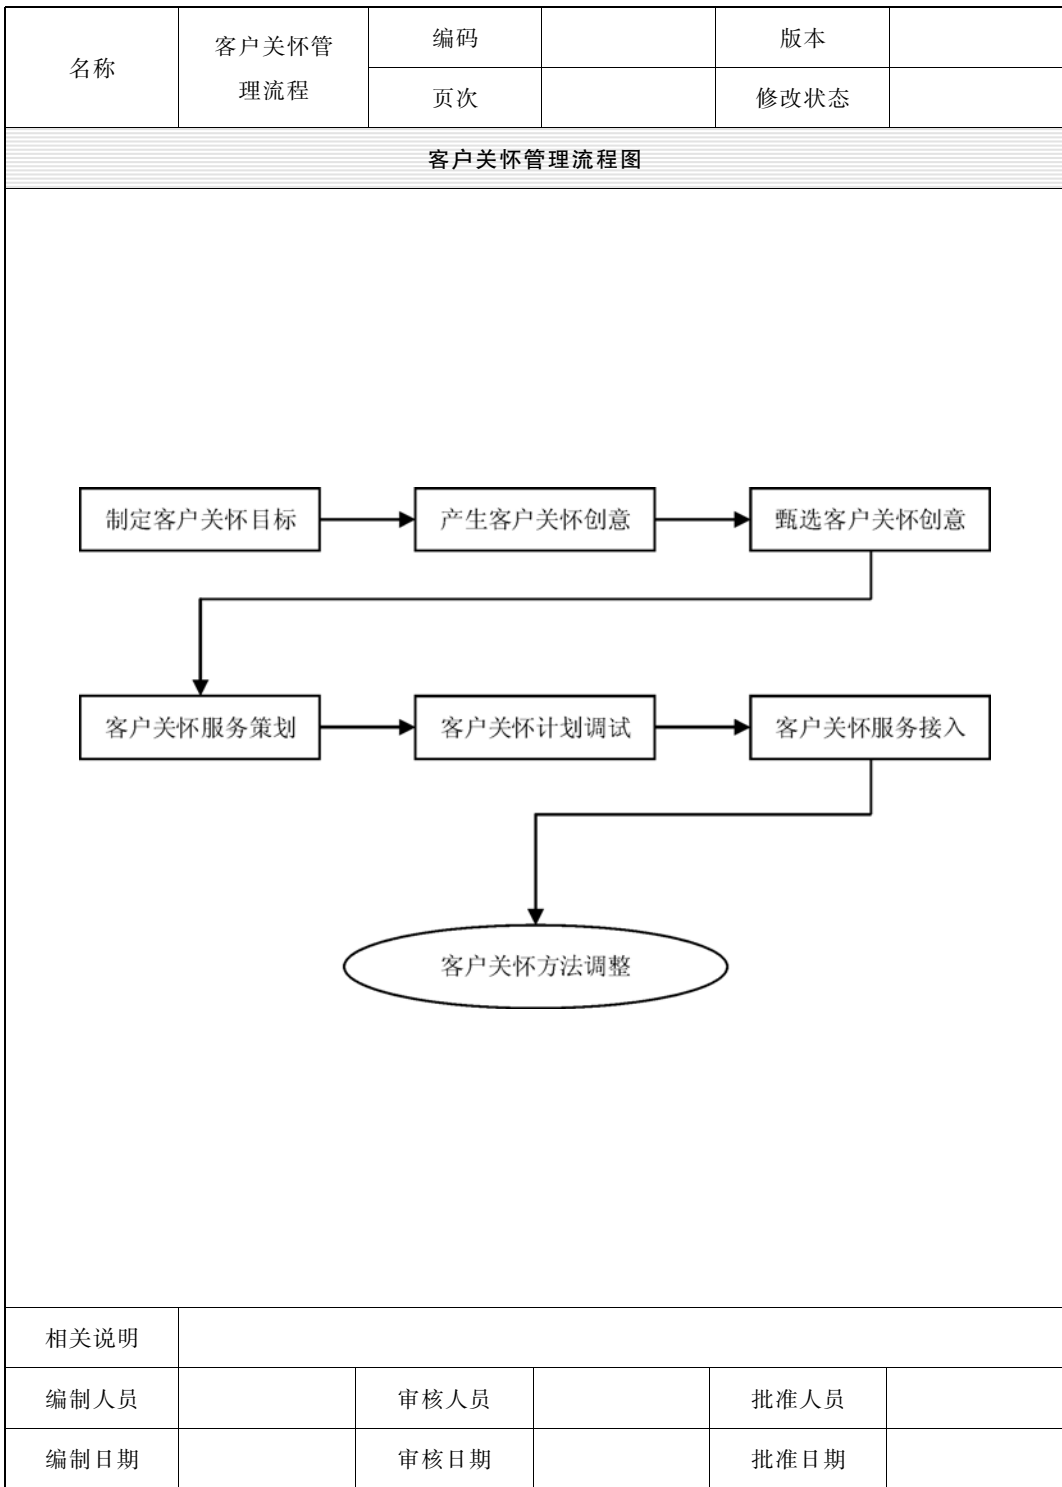 名称
客户关怀管
理流程
编码
版本
页次
修改状态
客户关怀管理流程图
制定客户关怀目标
产生客户关怀创意
甄选客户关怀创意
客户关怀服务策划
客户关怀计划调试
客户关怀服务接入
客户关怀方法调整
相关说明
编制人员
审核人员
批准人员
编制日期
审核日期
批准日期